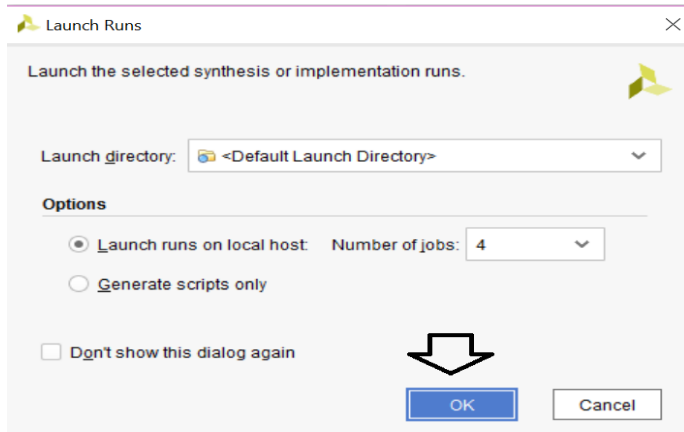 Launch Runs
Launch the selected synthesis or implementation runs.
Launch directory: <Default Launch Directory>
Options
Launch runs on local host: Number of jobs: 4
Generate scripts only
Don't show this dialog again
OK Cancel